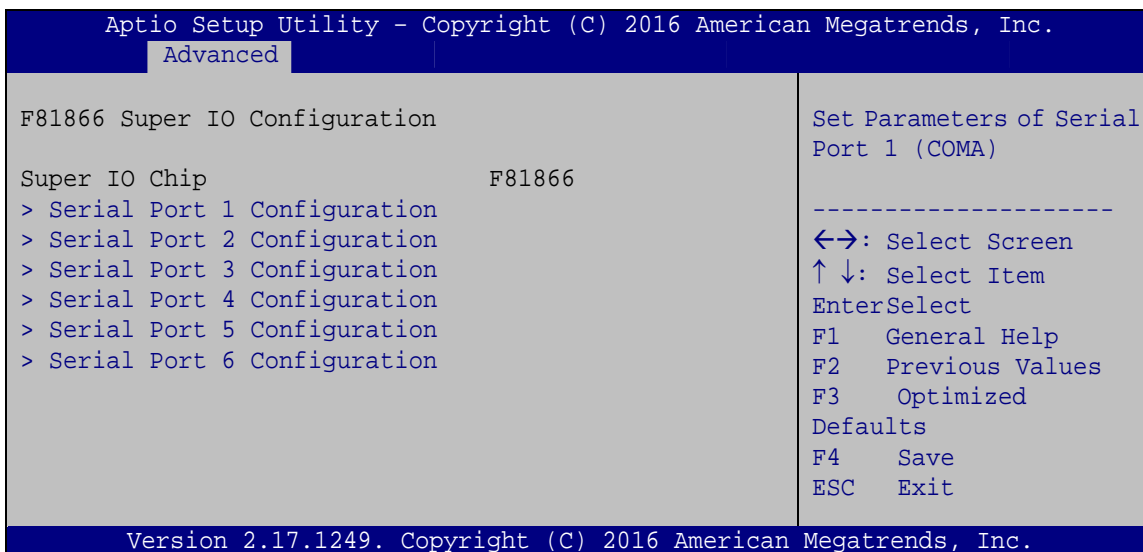 Aptio Setup Utility – Copyright (C) 2016 American Megatrends, Inc.
Advanced
F81866 Super IO Configuration
Super IO Chip F81866
> Serial Port 1 Configuration
> Serial Port 2 Configuration
> Serial Port 3 Configuration
> Serial Port 4 Configuration
> Serial Port 5 Configuration
> Serial Port 6 Configuration
Set Parameters of Serial
Port 1 (COMA)
---------------------
←→: Select Screen
↑ ↓: Select Item
EnterSelect
F1 General Help
F2 Previous Values
F3 Optimized
Defaults
F4 Save
ESC Exit
Version 2.17.1249. Copyright (C) 2016 American Megatrends, Inc.